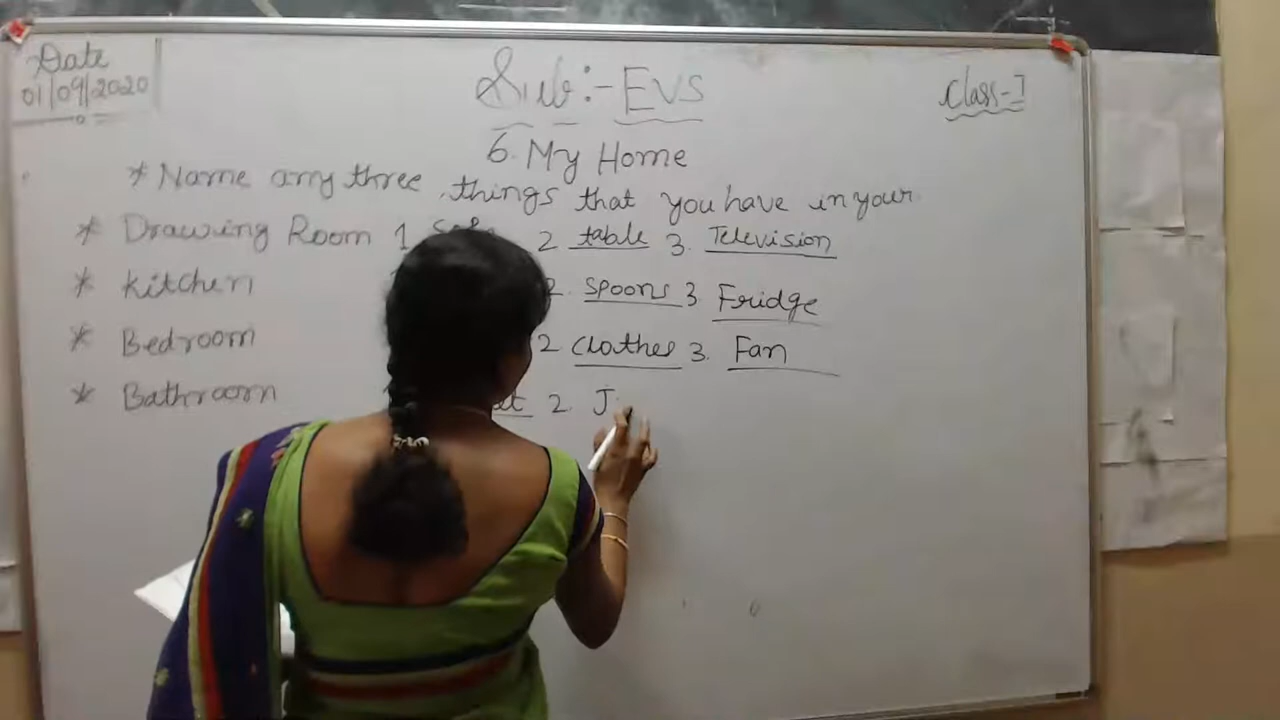 Date
01/09/2020
Sub:- EVS
Class-I
6. My Home
* Name any three things that you have in your
* Drawing Room 1 Sofa 2 table 3. Television
* Kitchen 2. Spoons 3. Fridge
* Bedroom 2 Clothes 3. Fan
* Bathroom 2. J